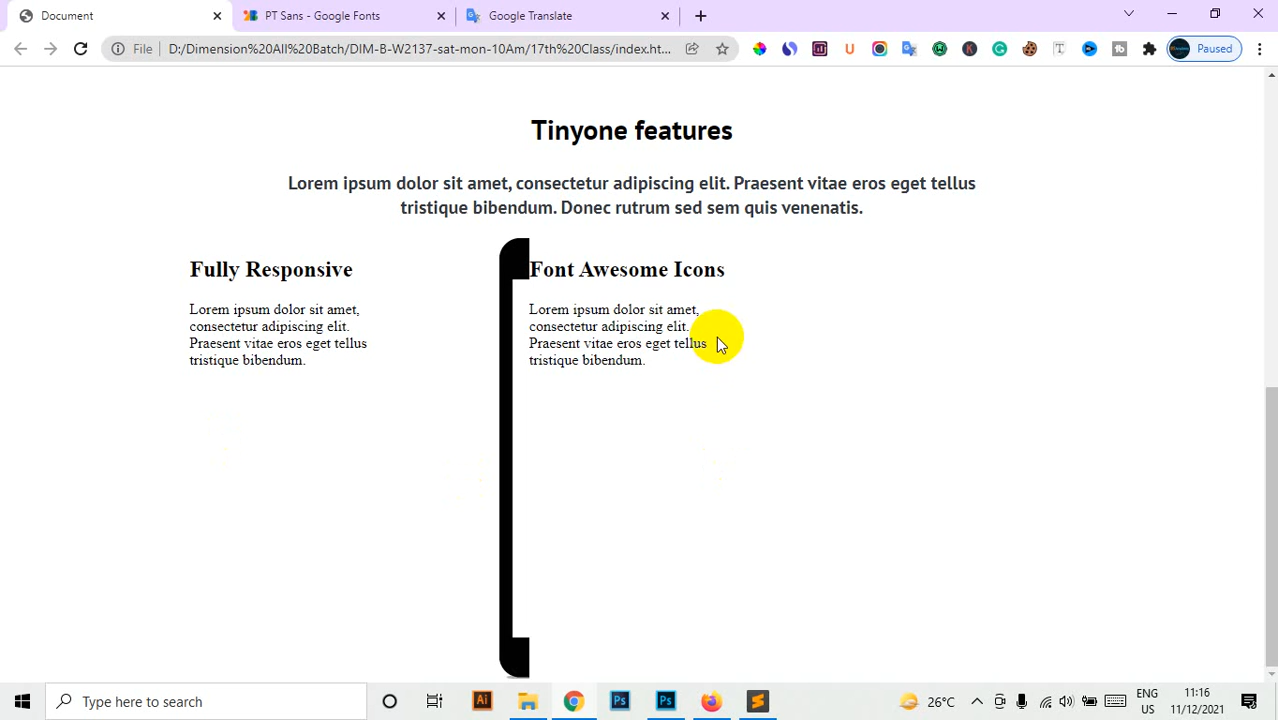 Document
PT Sans - Google Fonts
Google Translate
File
D:/Dimension%20All%20Batch/DIM-B-W2137-sat-mon-10Am/17th%20Class/index.ht...
Paused
Tinyone features
Lorem ipsum dolor sit amet, consectetur adipiscing elit. Praesent vitae eros eget tellus
tristique bibendum. Donec rutrum sed sem quis venenatis.
Fully Responsive
Lorem ipsum dolor sit amet,
consectetur adipiscing elit.
Praesent vitae eros eget tellus
tristique bibendum.
Font Awesome Icons
Lorem ipsum dolor sit amet,
consectetur adipiscing elit.
Praesent vitae eros eget tellus
tristique bibendum.
Type here to search
Ai
Ps
Ps
26°C
ENG
US
11:16
11/12/2021